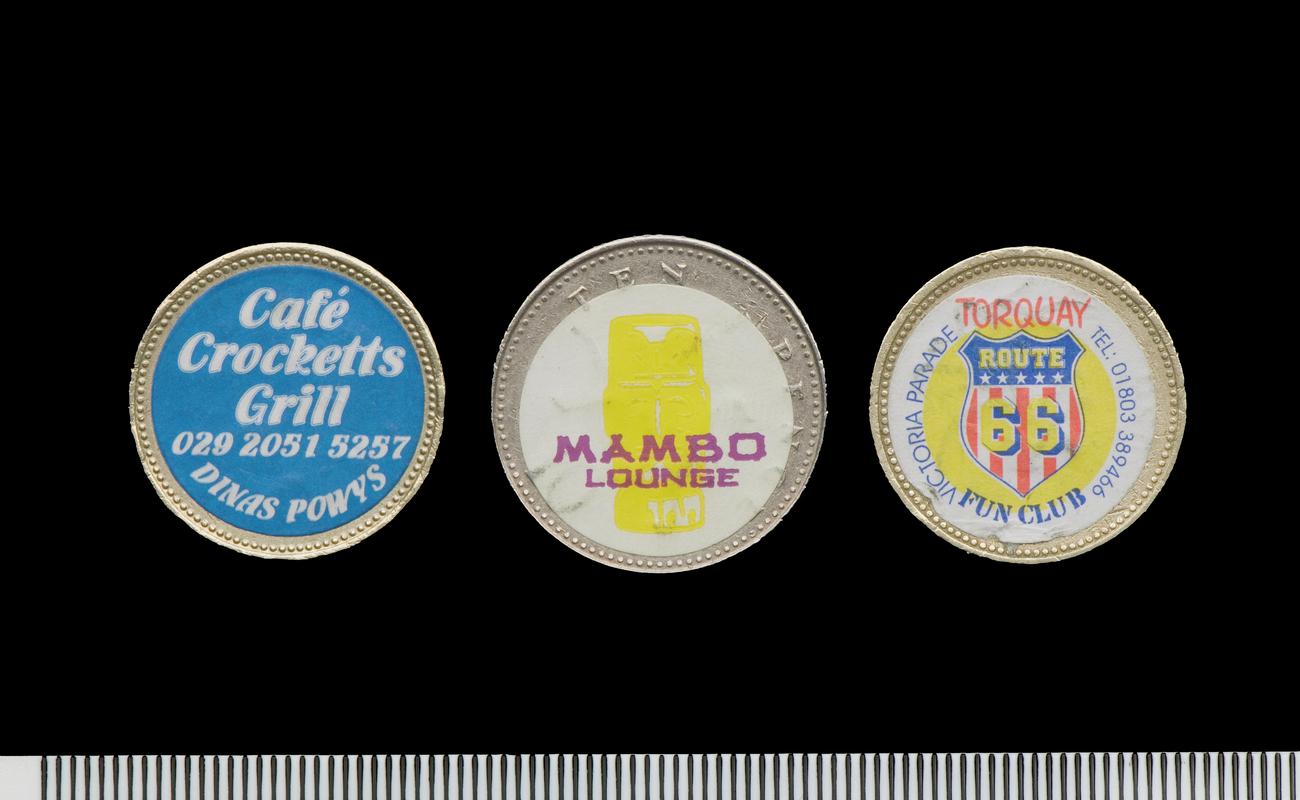 Café
Crocketts
Grill
029 2051 5257
DINAS POWYS
TEN
MAMBO
LOUNGE
TORQUAY
VICTORIA PARADE
TEL: 01803 389466
ROUTE
66
FUN CLUB